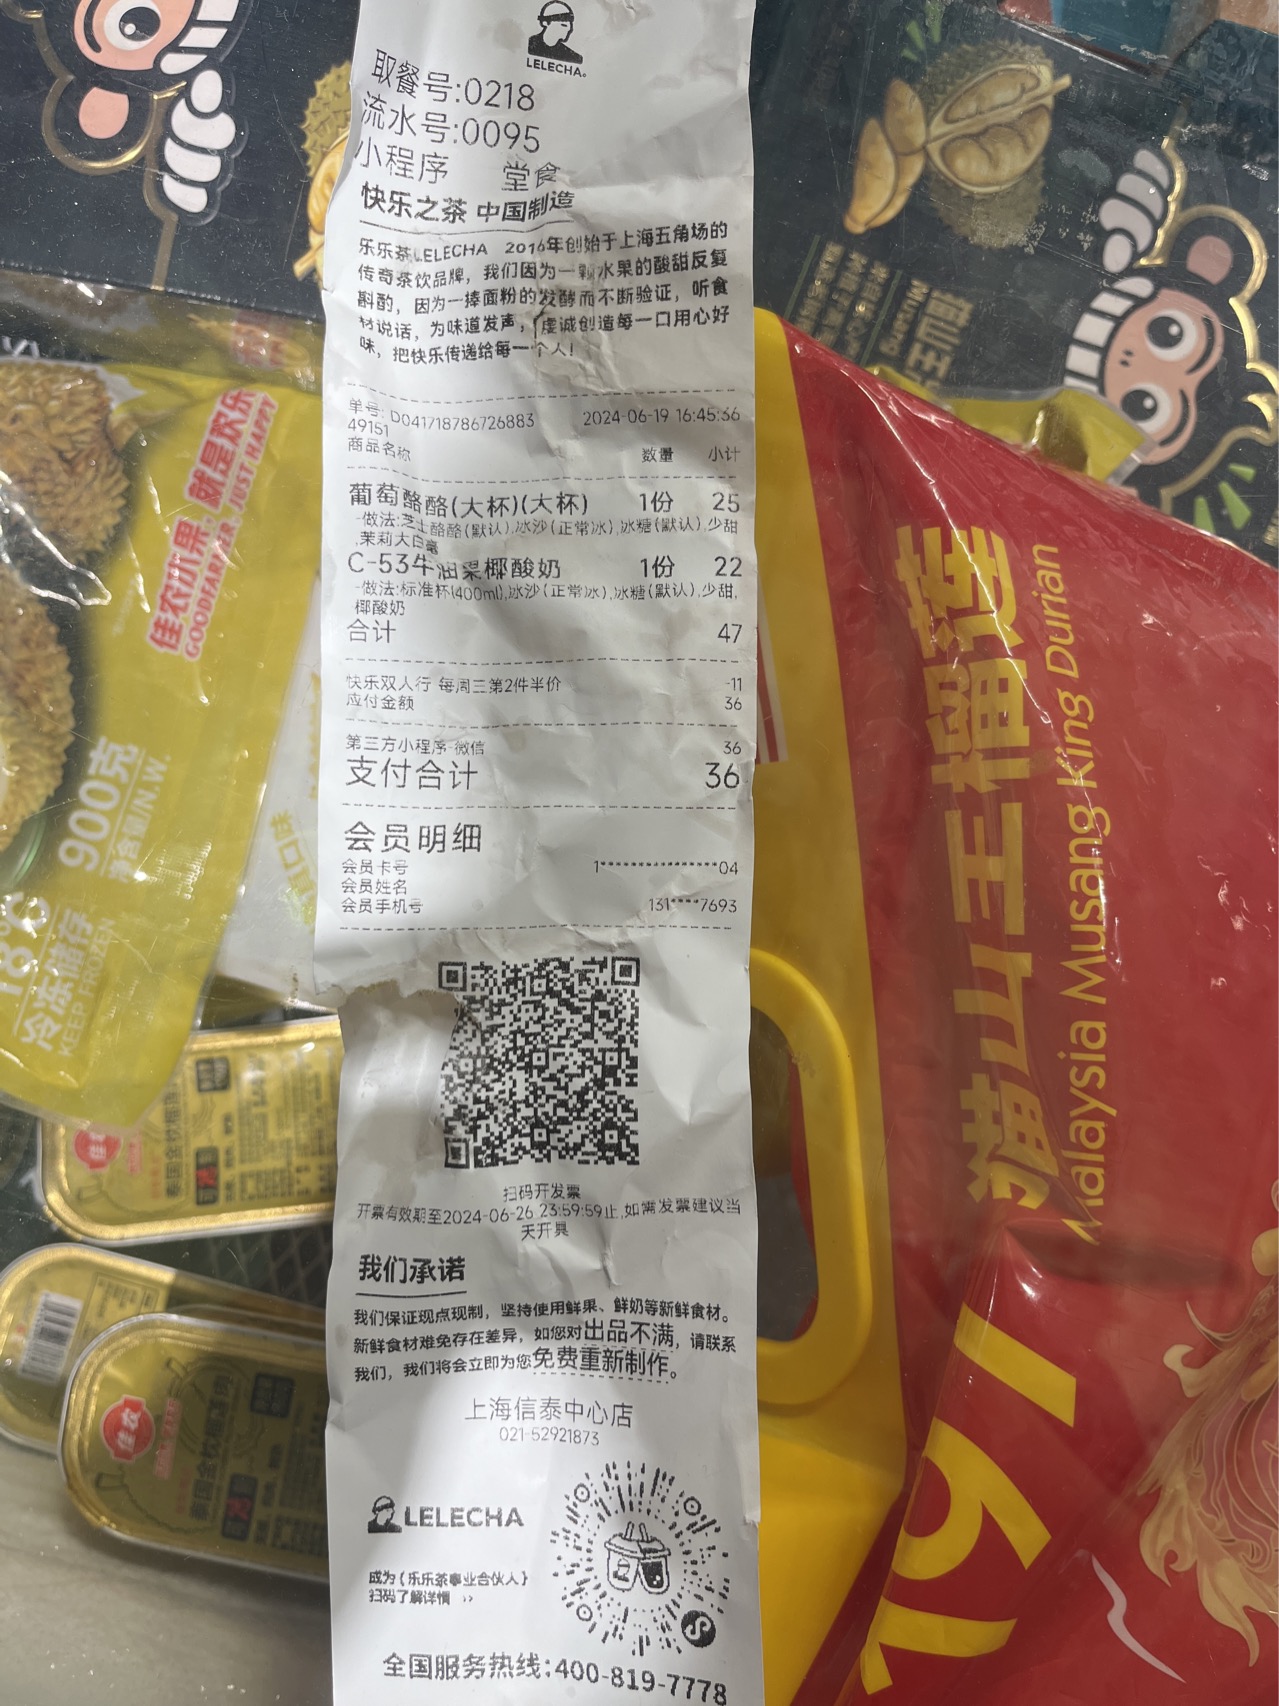 LELECHA
取餐号:0218
流水号:0095
小程序 堂食
快乐之茶 中国制造
乐乐茶LELECHA 2016年创始于上海五角场的
传奇茶饮品牌，我们因为一颗水果的酸甜反复
斟酌，因为一捧面粉的发酵而不断验证，听食
材说话，为味道发声，虔诚创造每一口用心好
味，把快乐传递给每一个人！
单号: D041718786726883 2024-06-19 16:45:36
49151
商品名称 数量 小计
葡萄酪酪(大杯)(大杯) 1份 25
-做法:芝士酪酪(默认),冰沙(正常冰),冰糖(默认),少甜
,茉莉大白毫
C-53牛油果椰酸奶 1份 22
-做法:标准杯(400ml),冰沙(正常冰),冰糖(默认),少甜,
椰酸奶
合计 47
快乐双人行 每周三第2件半价 -11
应付金额 36
第三方小程序-微信 36
支付合计 36
会员明细
会员卡号 1****************04
会员姓名
会员手机号 131****7693
扫码开发票
开票有效期至2024-06-26 23:59:59止,如需发票建议当
天开具
我们承诺
我们保证现点现制，坚持使用鲜果、鲜奶等新鲜食材。
新鲜食材难免存在差异，如您对出品不满，请联系
我们，我们将会立即为您免费重新制作。
上海信泰中心店
021-52921873
LELECHA
成为《乐乐茶事业合伙人》
扫码了解详情 >>
全国服务热线:400-819-7778
佳农水果 就是欢乐
GOODFARMER, JUST HAPPY
900克
净含量/N.W.
冷冻储存
KEEP FROZEN
猫山王榴莲
Malaysia Musang King Durian
197
佳农